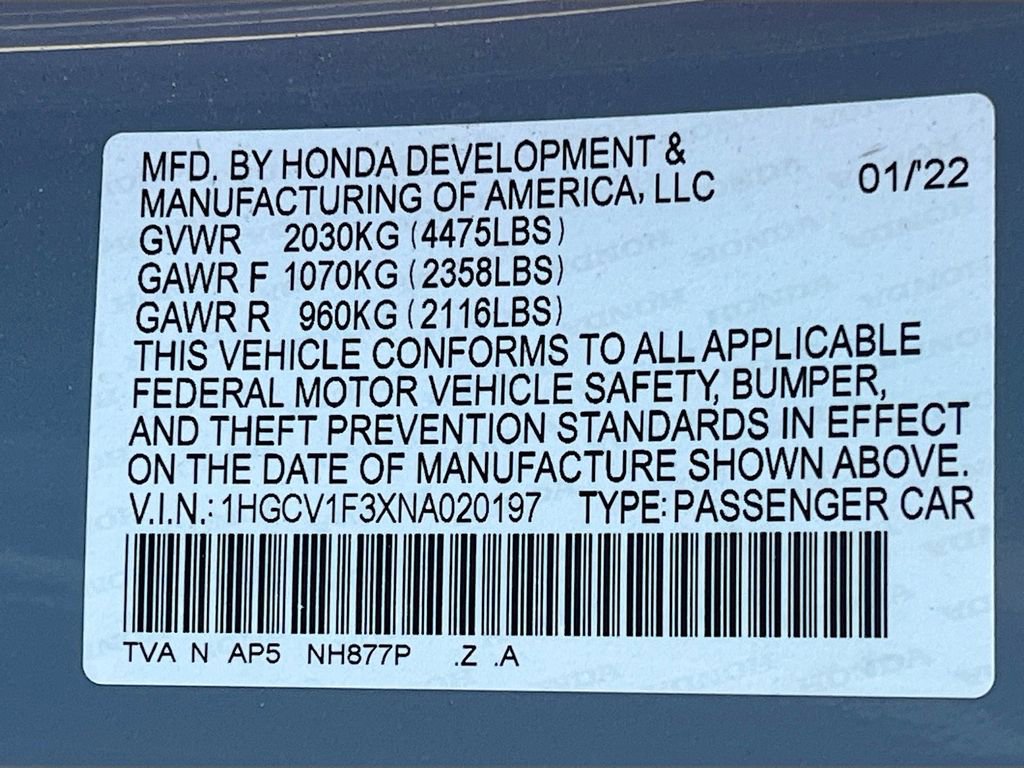 MFD. BY HONDA DEVELOPMENT &
MANUFACTURING OF AMERICA, LLC 01/'22
GVWR 2030KG (4475LBS)
GAWR F 1070KG (2358LBS)
GAWR R 960KG (2116LBS)
THIS VEHICLE CONFORMS TO ALL APPLICABLE
FEDERAL MOTOR VEHICLE SAFETY, BUMPER,
AND THEFT PREVENTION STANDARDS IN EFFECT
ON THE DATE OF MANUFACTURE SHOWN ABOVE.
V.I.N.: 1HGCV1F3XNA020197 TYPE: PASSENGER CAR
TVA N AP5 NH877P .Z .A